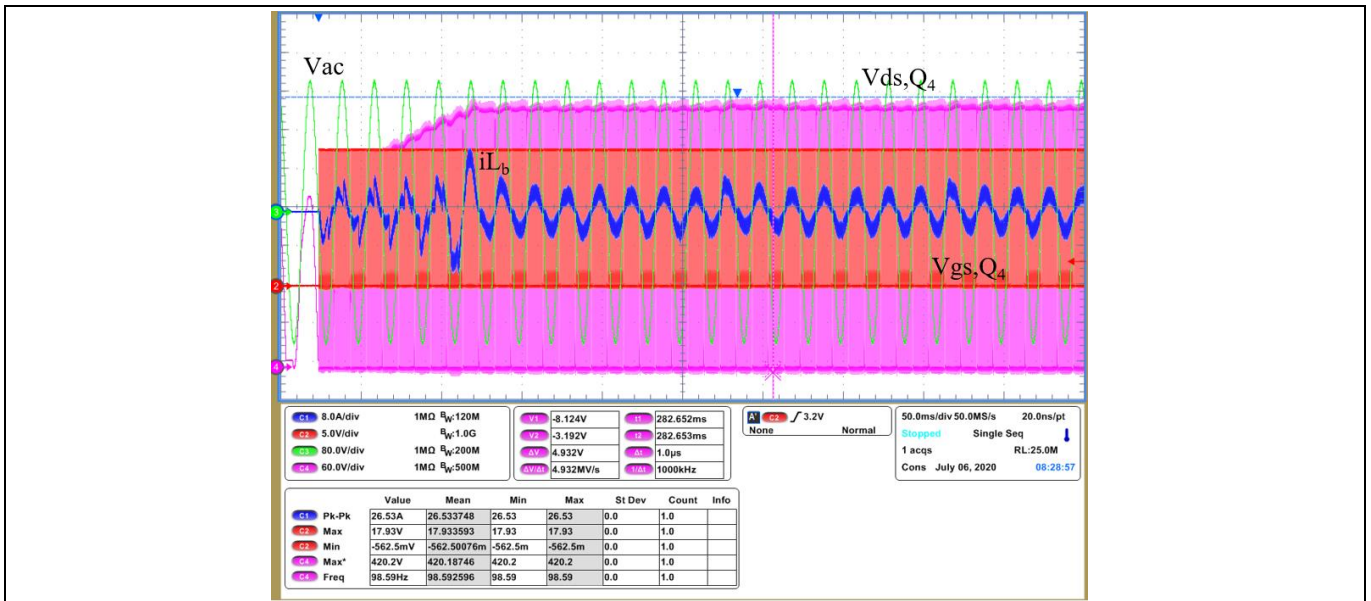 Vac
Vds,Q4
iLb
3
Vgs,Q4
2
4
C1 8.0A/div 1MΩ BW:120M
C2 5.0V/div BW:1.0G
C3 80.0V/div 1MΩ BW:200M
C4 60.0V/div 1MΩ BW:500M
V1 -8.124V t1 282.652ms
V2 -3.192V t2 282.653ms
ΔV 4.932V Δt 1.0µs
ΔV/Δt 4.932MV/s 1/Δt 1000kHz
A' C2 ∫ 3.2V
None Normal
50.0ms/div 50.0MS/s 20.0ns/pt
Stopped Single Seq
1 acqs RL:25.0M
Cons July 06, 2020 08:28:57
Value Mean Min Max St Dev Count Info
C1 Pk-Pk 26.53A 26.533748 26.53 26.53 0.0 1.0
C2 Max 17.93V 17.933593 17.93 17.93 0.0 1.0
C2 Min -562.5mV -562.50076m -562.5m -562.5m 0.0 1.0
C4 Max* 420.2V 420.18746 420.2 420.2 0.0 1.0
C4 Freq 98.59Hz 98.592596 98.59 98.59 0.0 1.0